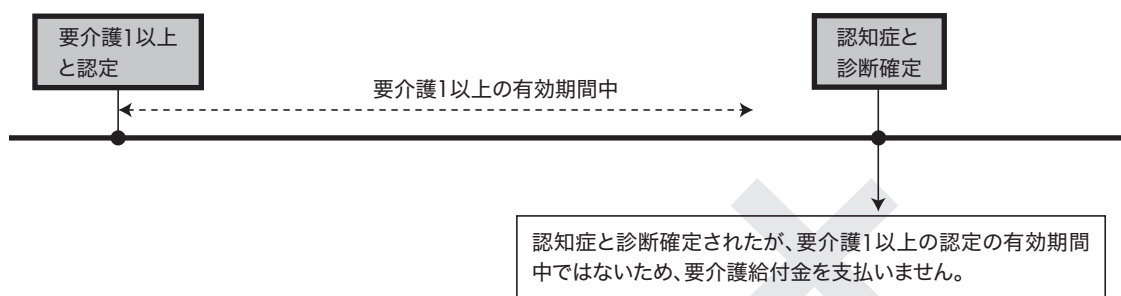 要介護1以上
と認定
認知症と
診断確定
要介護1以上の有効期間中
認知症と診断確定されたが、要介護1以上の認定の有効期間
中ではないため、要介護給付金を支払いません。